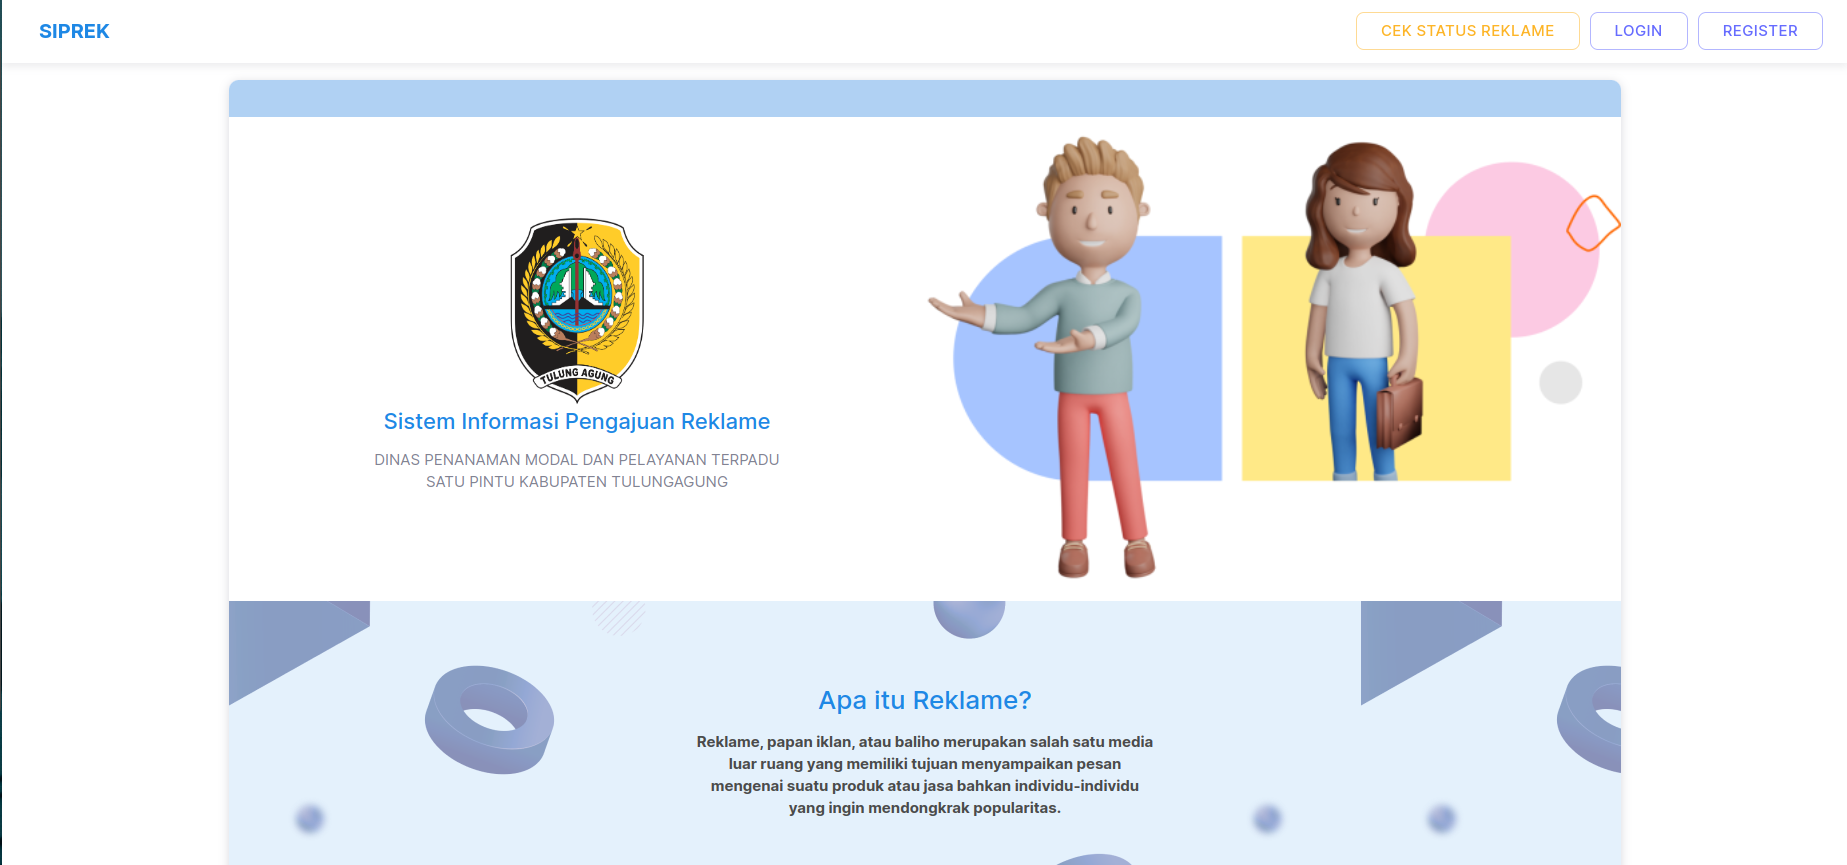 SIPREK
CEK STATUS REKLAME
LOGIN
REGISTER
TULUNG AGUNG
Sistem Informasi Pengajuan Reklame
DINAS PENANAMAN MODAL DAN PELAYANAN TERPADU
SATU PINTU KABUPATEN TULUNGAGUNG
Apa itu Reklame?
Reklame, papan iklan, atau baliho merupakan salah satu media
luar ruang yang memiliki tujuan menyampaikan pesan
mengenai suatu produk atau jasa bahkan individu-individu
yang ingin mendongkrak popularitas.